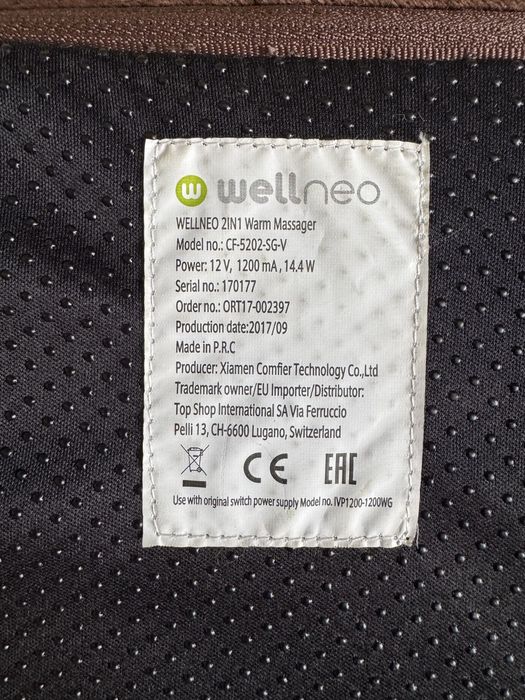 w wellneo
WELLNEO 2IN1 Warm Massager
Model no.: CF-5202-SG-V
Power: 12 V, 1200 mA , 14.4 W
Serial no.: 170177
Order no.: ORT17-002397
Production date:2017/09
Made in P.R.C
Producer: Xiamen Comfier Technology Co.,Ltd
Trademark owner/EU Importer/Distributor:
Top Shop International SA Via Ferruccio
Pelli 13, CH-6600 Lugano, Switzerland
CE EAC
Use with original switch power supply Model no. IVP1200-1200WG